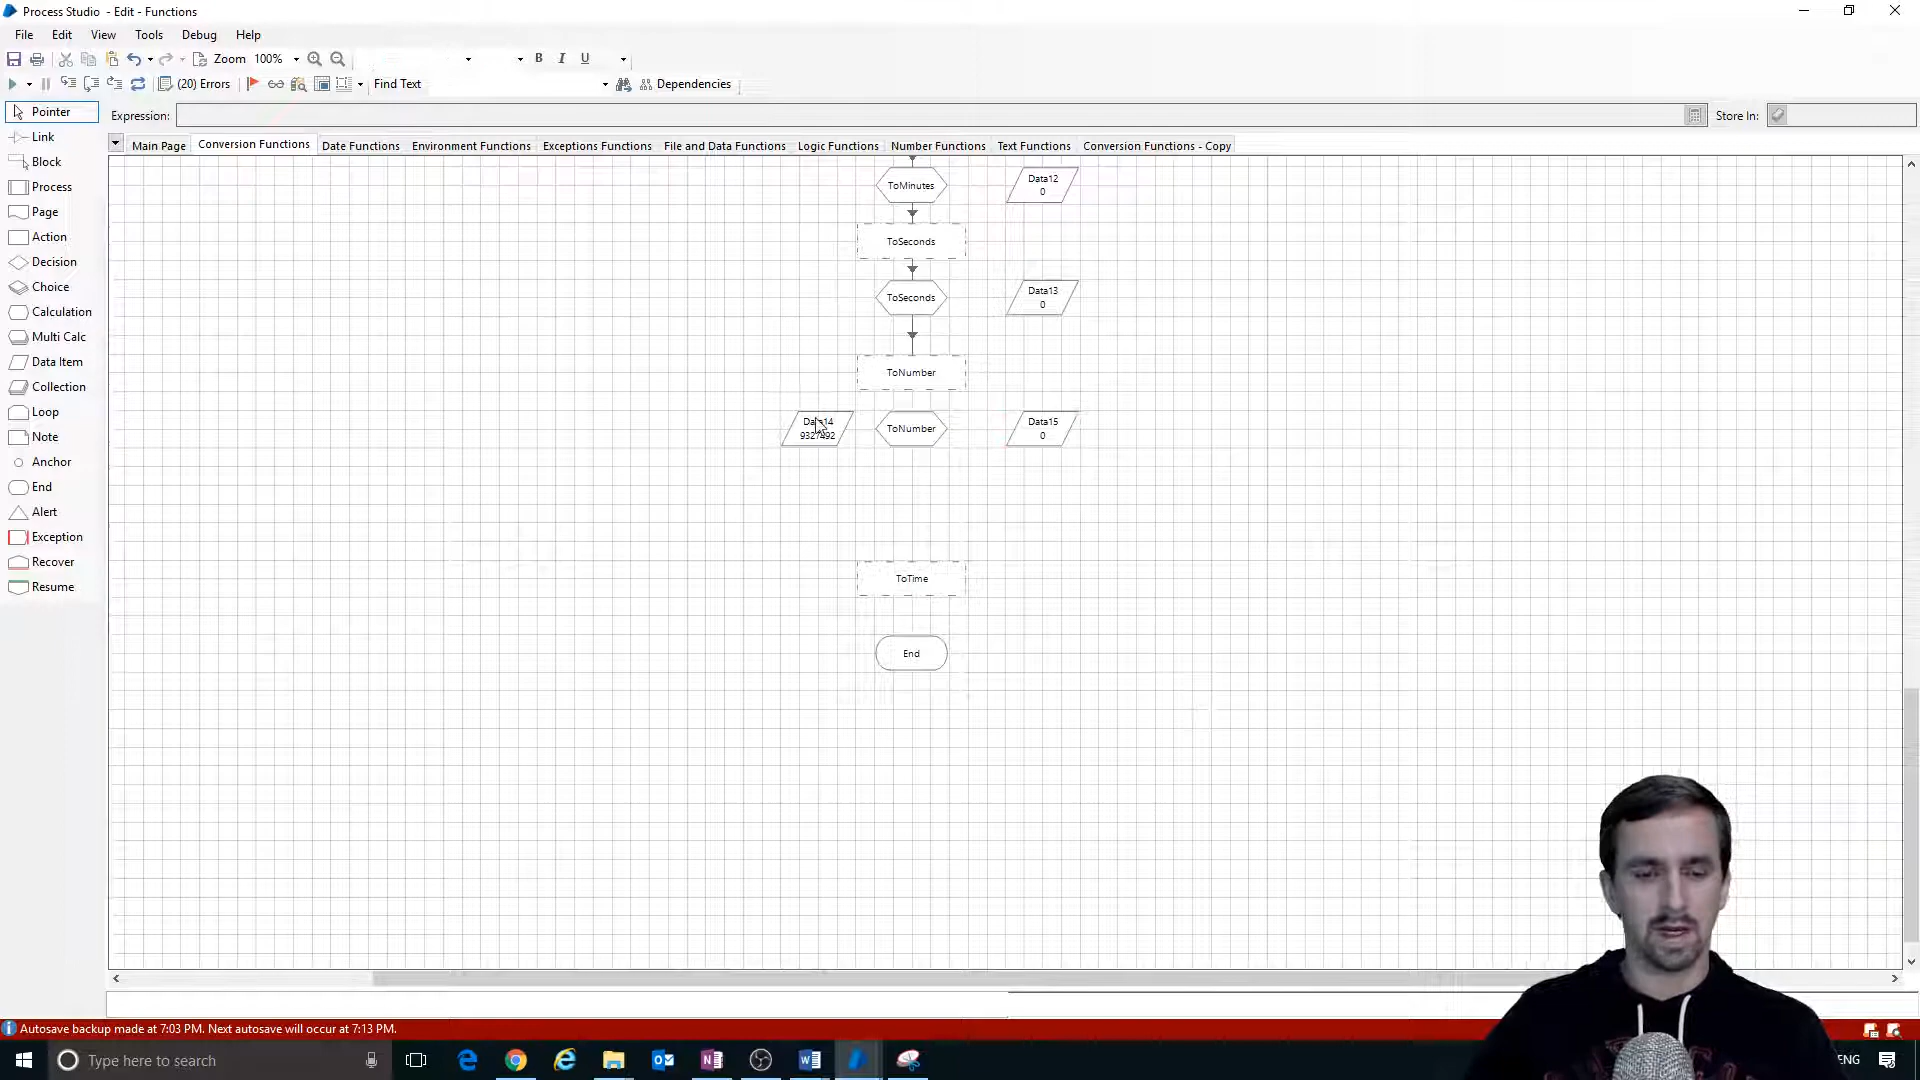 Process Studio - Edit - Functions
File Edit View Tools Debug Help
Zoom 100% B I U
(20) Errors Find Text Dependencies
Pointer Expression: Store In:
Main Page Conversion Functions Date Functions Environment Functions Exceptions Functions File and Data Functions Logic Functions Number Functions Text Functions Conversion Functions - Copy
Link
Block
Process
Page
Action
Decision
Choice
Calculation
Multi Calc
Data Item
Collection
Loop
Note
Anchor
End
Alert
Exception
Recover
Resume
ToMinutes
Data12
0
ToSeconds
ToSeconds
Data13
0
ToNumber
Data14
9327492
ToNumber
Data15
0
ToTime
End
Autosave backup made at 7:03 PM. Next autosave will occur at 7:13 PM.
Type here to search
ENG